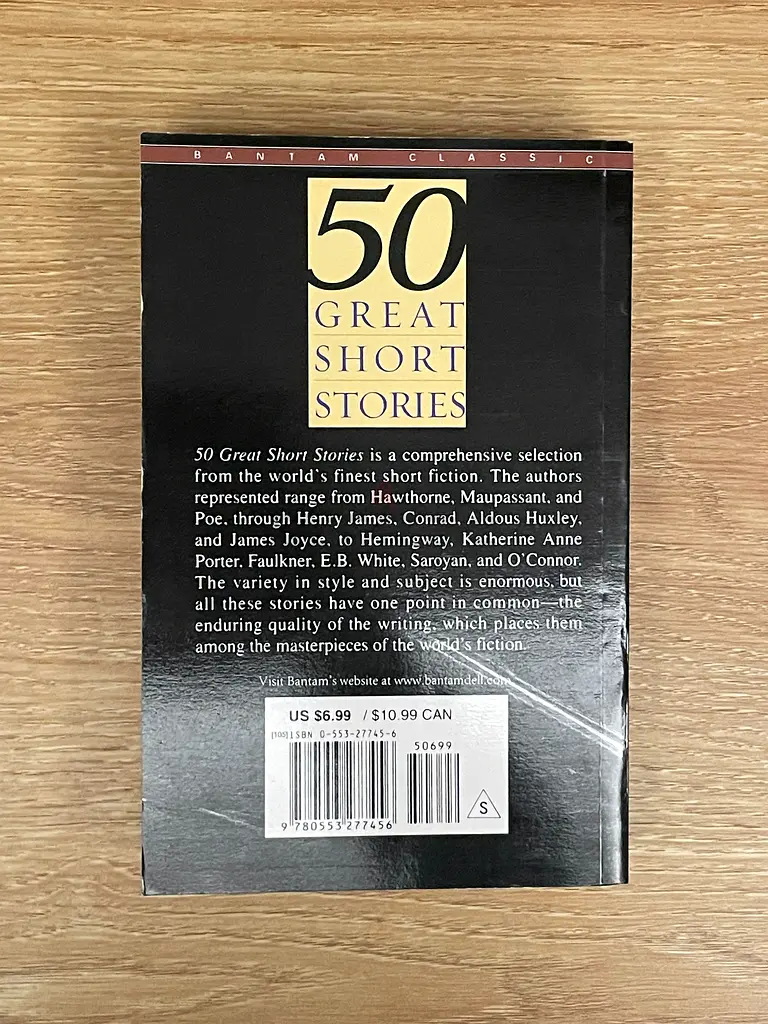 BANTAM CLASSIC
50
GREAT
SHORT
STORIES
50 Great Short Stories is a comprehensive selection
from the world's finest short fiction. The authors
represented range from Hawthorne, Maupassant, and
Poe, through Henry James, Conrad, Aldous Huxley,
and James Joyce, to Hemingway, Katherine Anne
Porter, Faulkner, E.B. White, Saroyan, and O'Connor.
The variety in style and subject is enormous, but
all these stories have one point in common—the
enduring quality of the writing, which places them
among the masterpieces of the world's fiction.
Visit Bantam's website at www.bantamdell.com
US $6.99 / $10.99 CAN
[105] ISBN 0-553-27745-6
50699
S
9 780553 277456